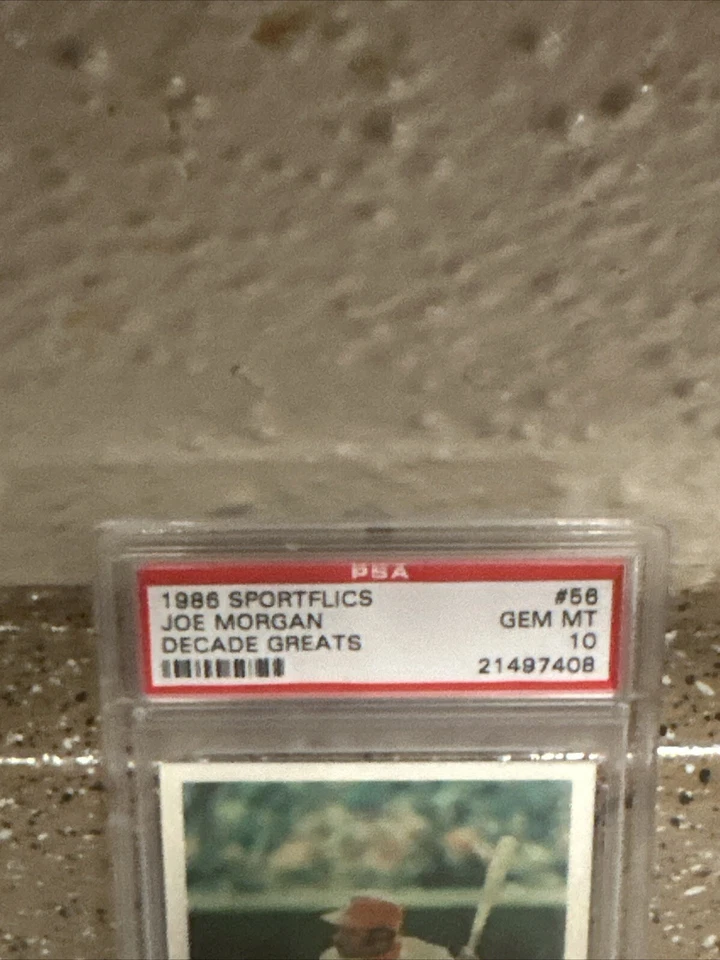 PSA
1986 SPORTFLICS #56
JOE MORGAN GEM MT
DECADE GREATS 10
21497408